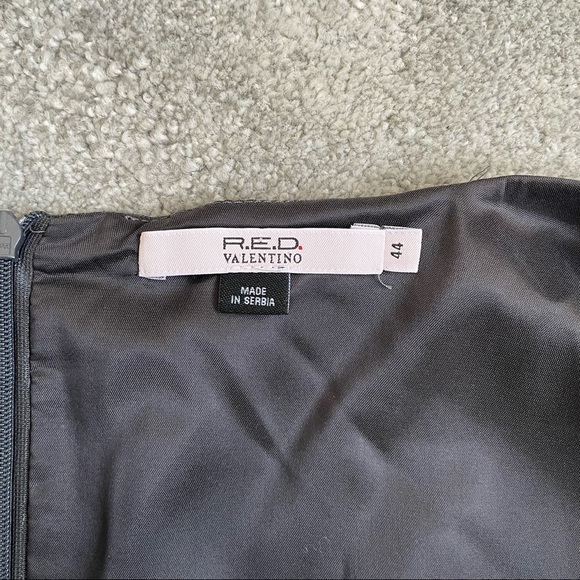 R.E.D.
VALENTINO
44
MADE
IN SERBIA